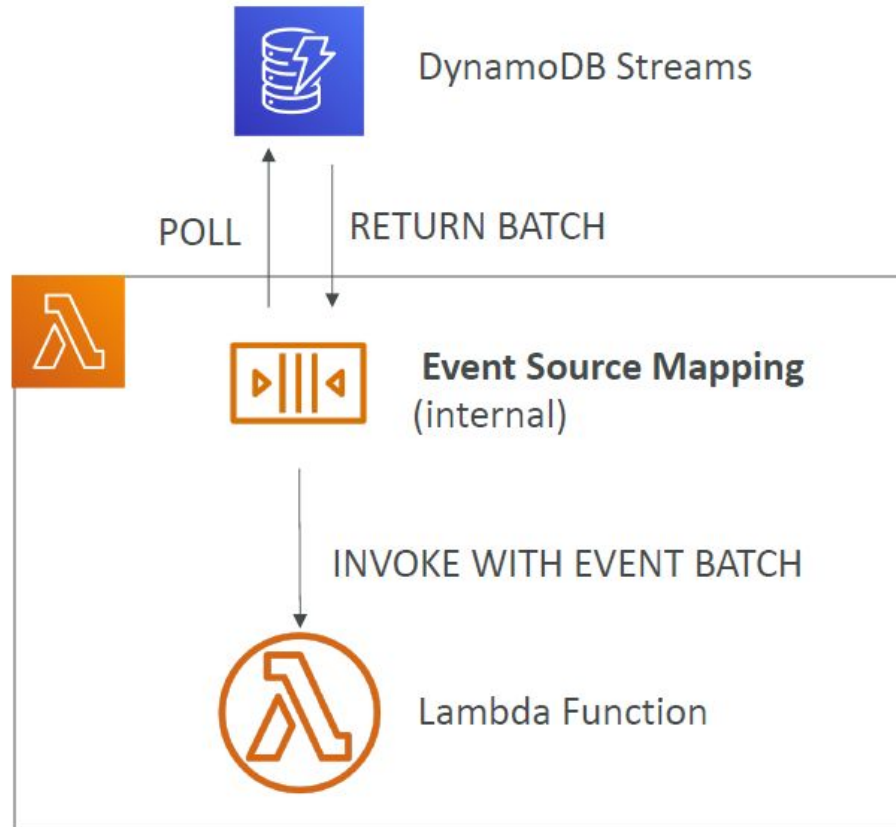 DynamoDB Streams
POLL
RETURN BATCH
Event Source Mapping
(internal)
INVOKE WITH EVENT BATCH
Lambda Function